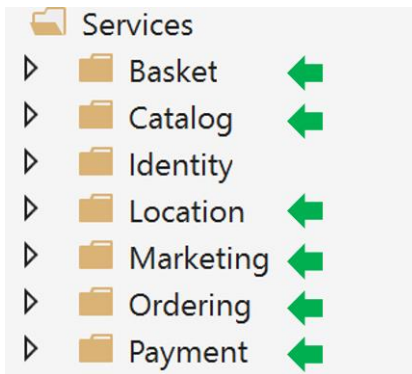 Services
Basket
Catalog
Identity
Location
Marketing
Ordering
Payment